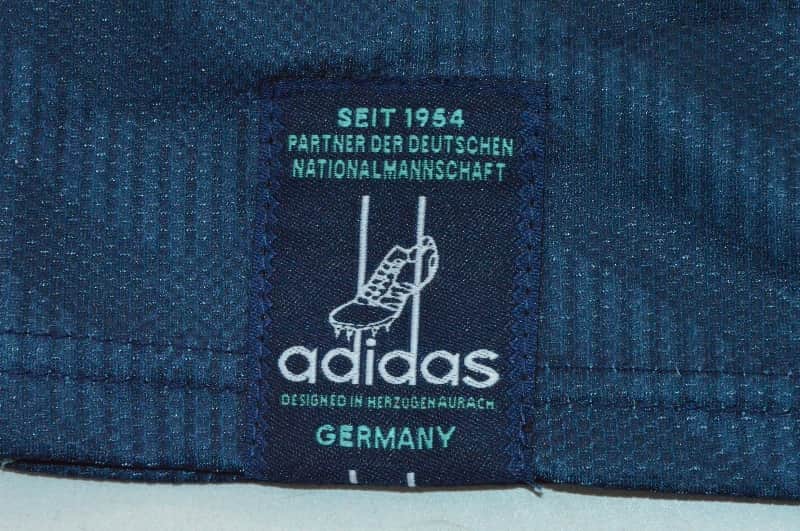 SEIT 1954
PARTNER DER DEUTSCHEN
NATIONALMANNSCHAFT
adidas
DESIGNED IN HERZOGENAURACH
GERMANY